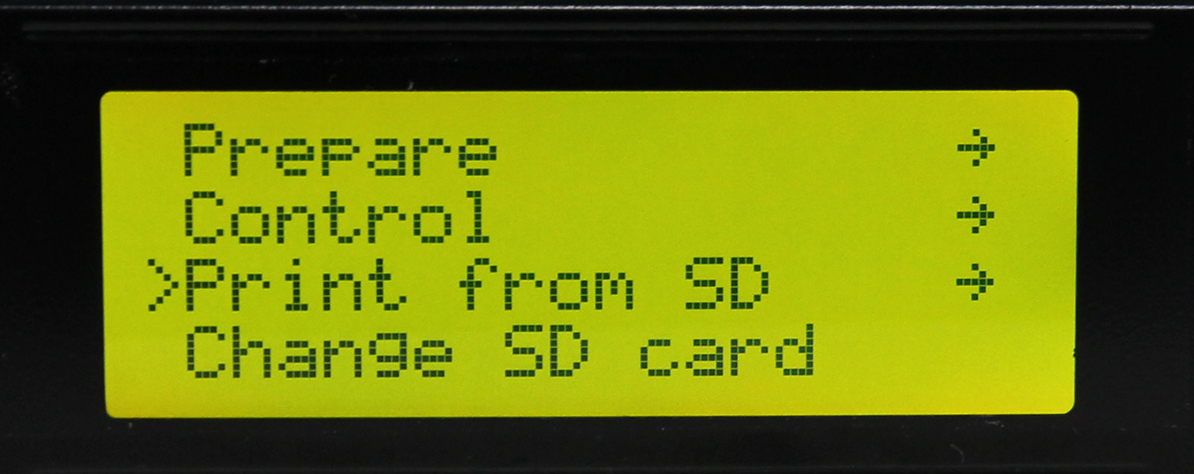 Prepare →
Control →
>Print from SD →
Change SD card